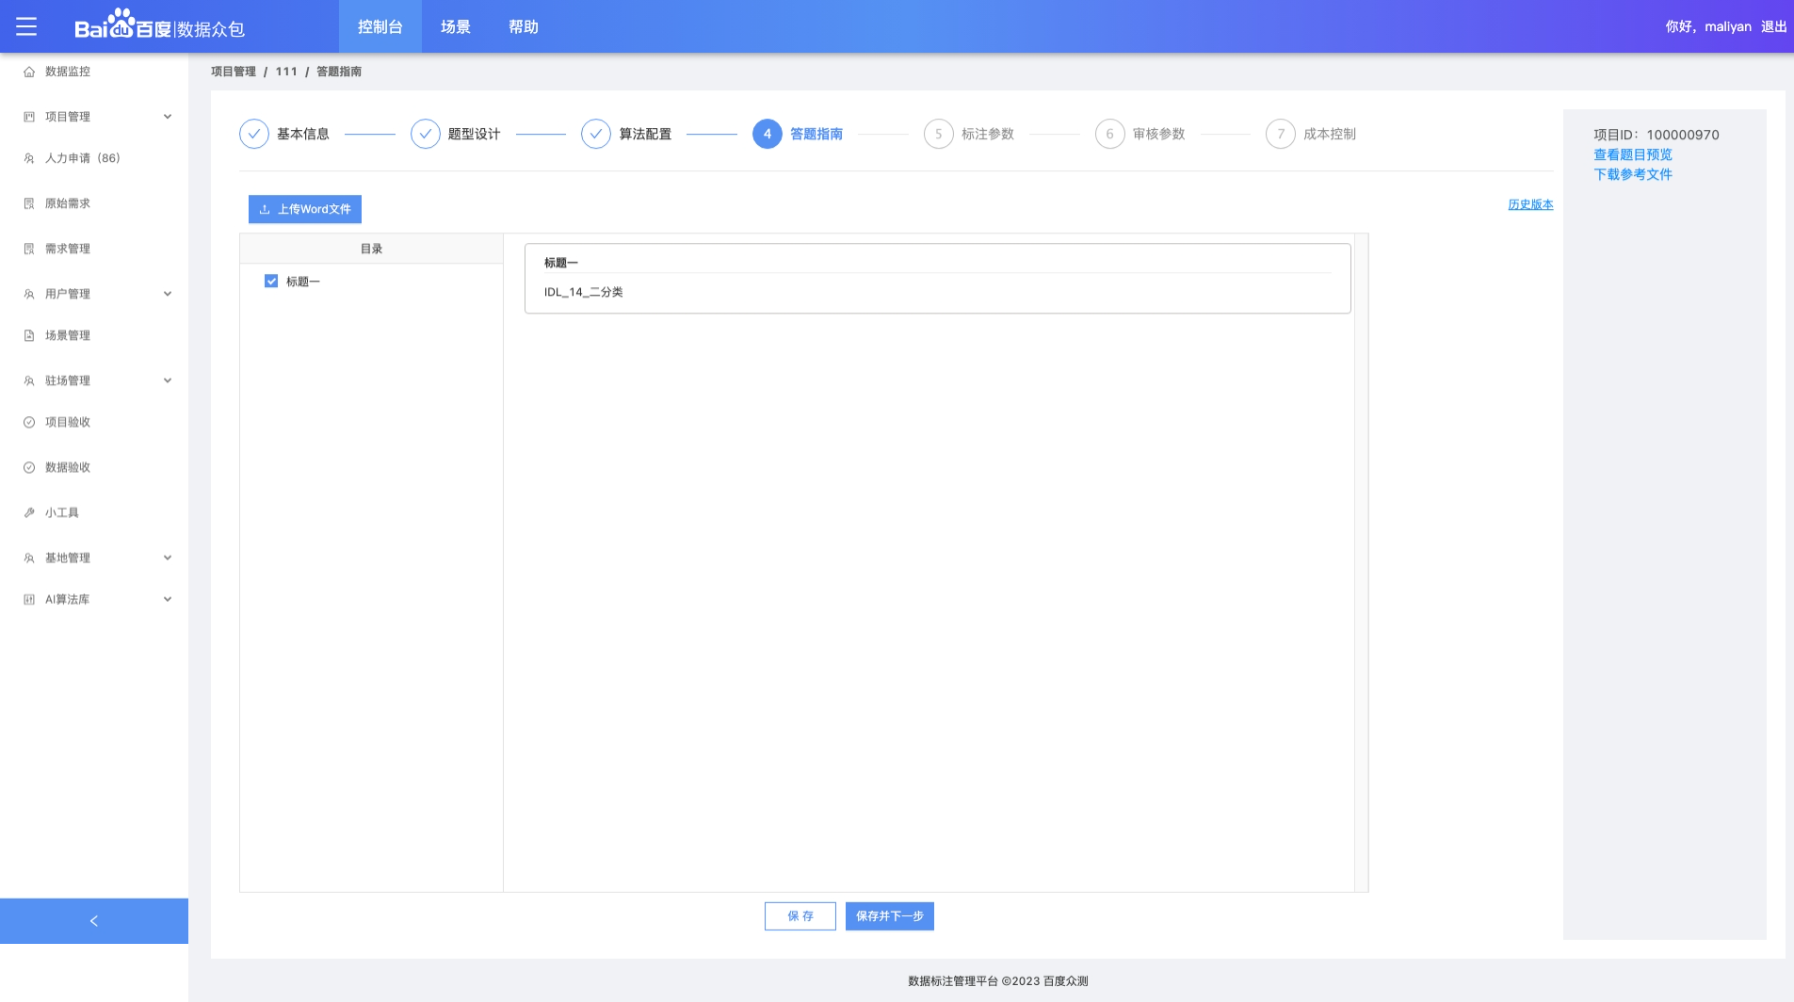 Bai du 百度|数据众包
控制台 场景 帮助
你好，maliyan 退出
数据监控
项目管理
人力申请（86）
原始需求
需求管理
用户管理
场景管理
驻场管理
项目验收
数据验收
小工具
基地管理
AI算法库
项目管理 / 111 / 答题指南
基本信息 题型设计 算法配置 4 答题指南 5 标注参数 6 审核参数 7 成本控制
上传Word文件
历史版本
目录
标题一
标题一
IDL_14_二分类
保 存 保存并下一步
项目ID：100000970
查看题目预览
下载参考文件
数据标注管理平台 ©2023 百度众测